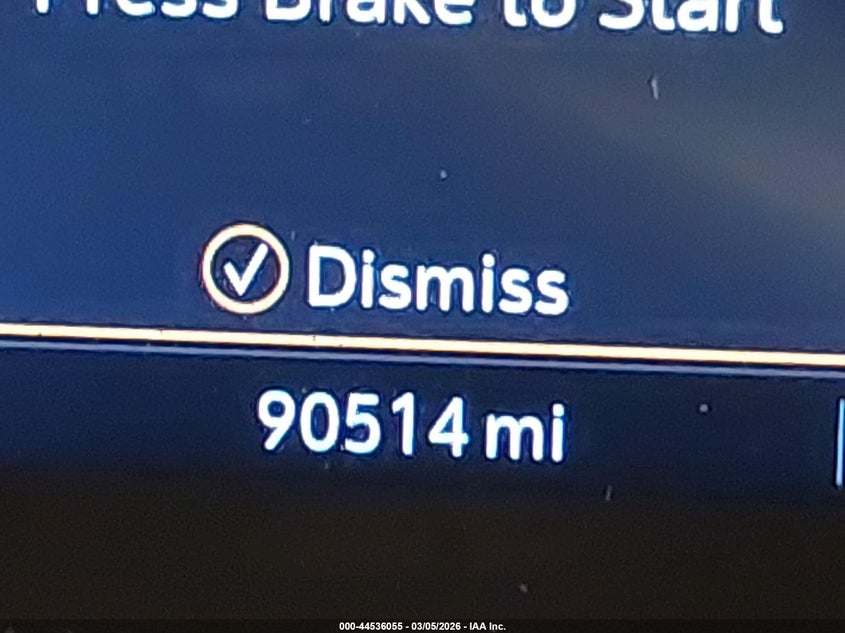 Press Brake to Start
Dismiss
90514 mi
000-44536055 - 03/05/2026 - IAA Inc.